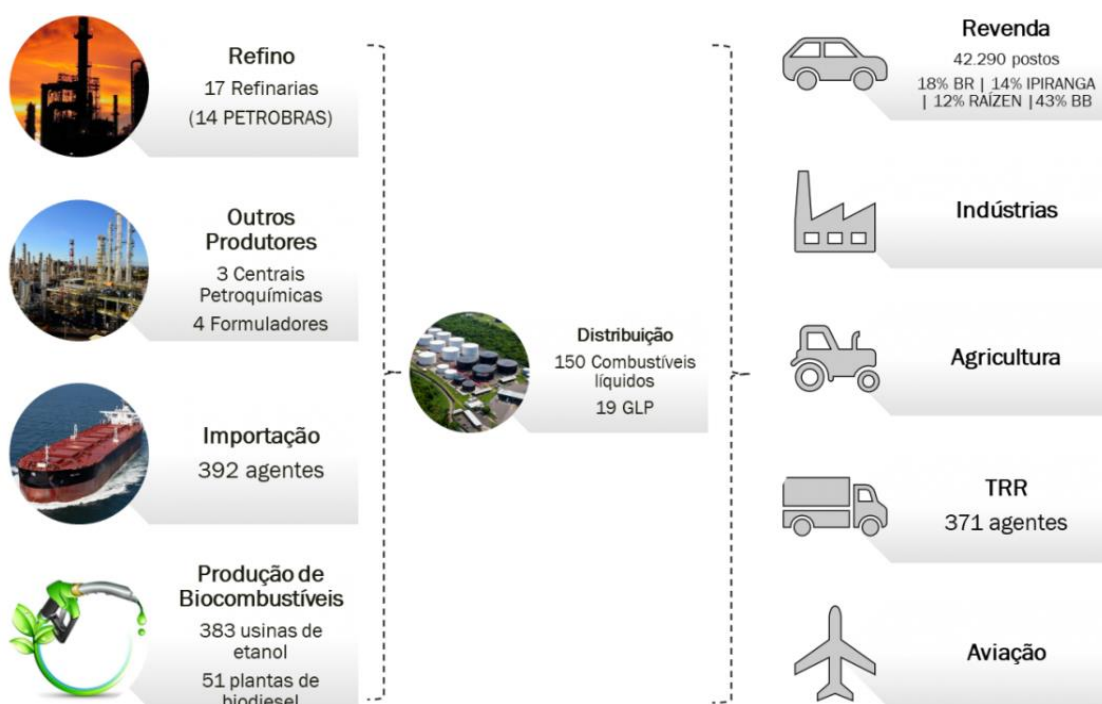 Refino
17 Refinarias
(14 PETROBRAS)
Outros
Produtores
3 Centrais
Petroquímicas
4 Formuladores
Importação
392 agentes
Produção de
Biocombustíveis
383 usinas de
etanol
51 plantas de
biodiesel
Distribuição
150 Combustíveis
líquidos
19 GLP
Revenda
42.290 postos
18% BR | 14% IPIRANGA
| 12% RAÍZEN |43% BB
Indústrias
Agricultura
TRR
371 agentes
Aviação